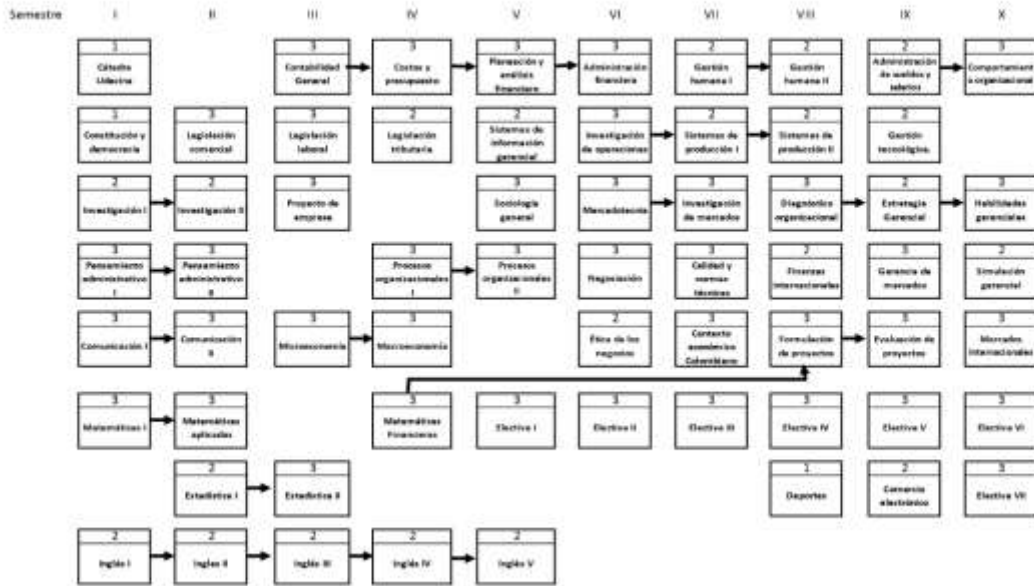 Semestre I II III IV V VI VII VIII IX X
1 3 3 3 3 2 2 2 3
Cátedra
Udecina
Contabilidad
General
Costos y
presupuesto
Planeación y
análisis
financiero
Administración
financiera
Gestión
humana I
Gestión
humana II
Administración
de sueldos y
salarios
Comportamient
o organizacional
1 3 3 2 2 3 2 2 2
Constitución y
democracia
Legislación
comercial
Legislación
laboral
Legislación
tributaria
Sistemas de
información
gerencial
Investigación
de operaciones
Sistemas de
producción I
Sistemas de
producción II
Gestión
tecnológica.
2 2 3 3 3 3 3 2 3
Investigación I
Investigación II
Proyecto de
empresa
Sociología
general
Mercadotecnia
Investigación
de mercados
Diagnóstico
organizacional
Estrategia
Gerencial
Habilidades
gerenciales
3 3 3 3 3 3 2 3 2
Pensamiento
administrativo
I
Pensamiento
administrativo
II
Procesos
organizacionales
I
Procesos
organizacionales
II
Negociación
Calidad y
normas
técnicas
Finanzas
internacionales
Gerencia de
mercados
Simulación
gerencial
3 3 3 3 2 3 3 3 3
Comunicación I
Comunicación
II
Microeconomía
Macroeconomía
Ética de los
negocios
Contexto
económico
Colombiano
Formulación
de proyectos
Evaluación de
proyectos
Mercados
internacionales
3 3 3 3 3 3 3 3 3
Matemáticas I
Matemáticas
aplicadas
Matemáticas
Financieras
Electiva I
Electiva II
Electiva III
Electiva IV
Electiva V
Electiva VI
2 3 1 2 3
Estadística I
Estadística II
Deportes
Comercio
electrónico
Electiva VII
2 2 2 2 2
Inglés I
Ingles II
Inglés III
Inglés IV
Inglés V